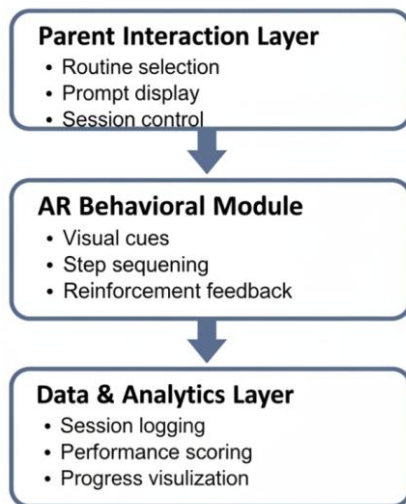 Parent Interaction Layer
• Routine selection
• Prompt display
• Session control
AR Behavioral Module
• Visual cues
• Step sequening
• Reinforcement feedback
Data & Analytics Layer
• Session logging
• Performance scoring
• Progress visulization